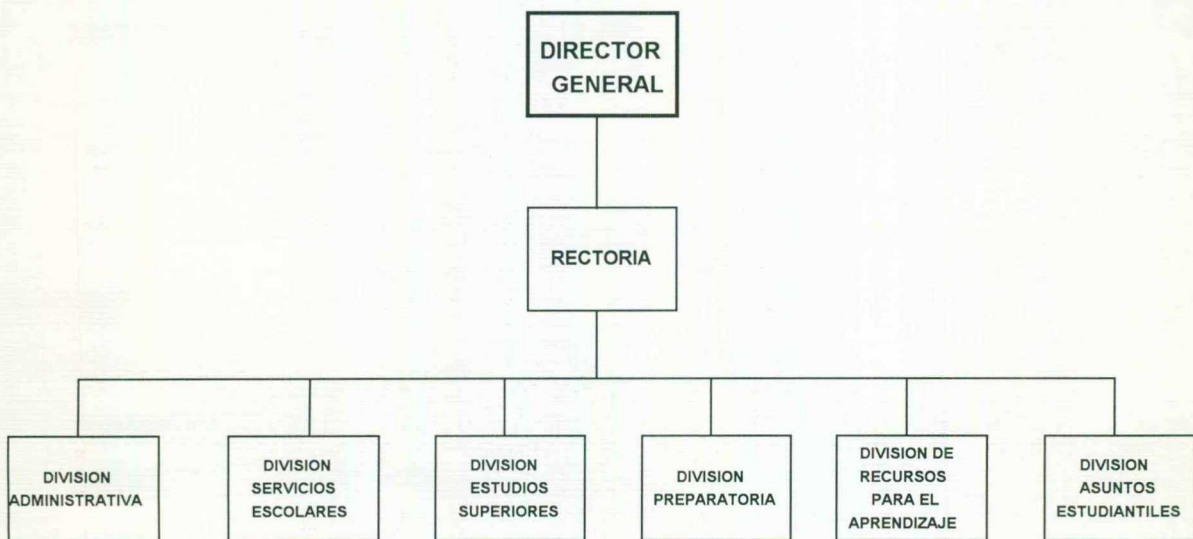 DIRECTOR
GENERAL
RECTORIA
DIVISION
ADMINISTRATIVA
DIVISION
SERVICIOS
ESCOLARES
DIVISION
ESTUDIOS
SUPERIORES
DIVISION
PREPARATORIA
DIVISION DE
RECURSOS
PARA EL
APRENDIZAJE
DIVISION
ASUNTOS
ESTUDIANTILES